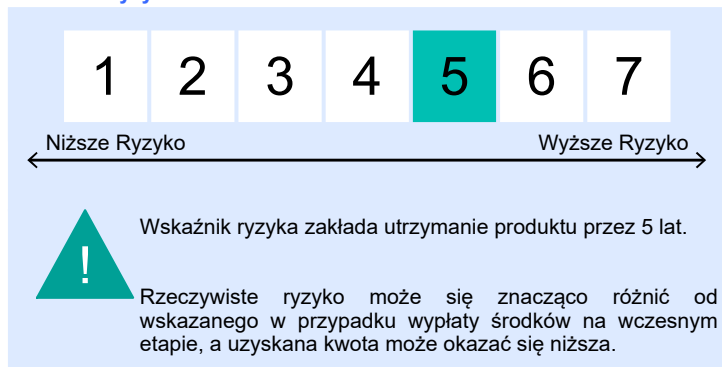 1 2 3 4 5 6 7
Niższe Ryzyko Wyższe Ryzyko
! Wskaźnik ryzyka zakłada utrzymanie produktu przez 5 lat.
Rzeczywiste ryzyko może się znacząco różnić od
wskazanego w przypadku wypłaty środków na wczesnym
etapie, a uzyskana kwota może okazać się niższa.